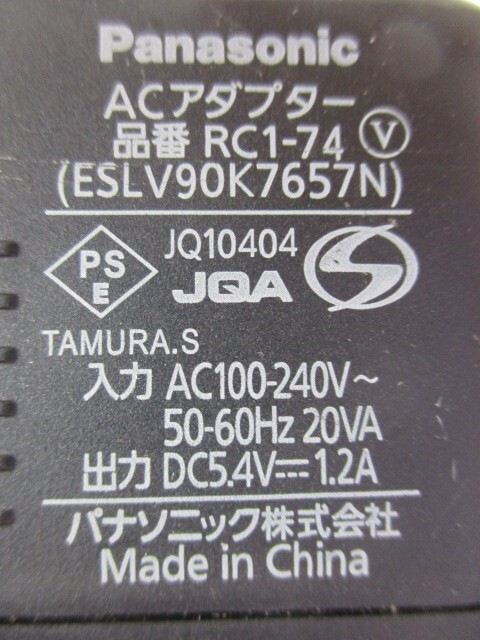 Panasonic
ACアダプター
品番 RC1-74 Ⓥ
(ESLV90K7657N)
PS
E
JQ10404
JQA
S
TAMURA.S
入力 AC100-240V~
50-60Hz 20VA
出力 DC5.4V⎓1.2A
パナソニック株式会社
Made in China